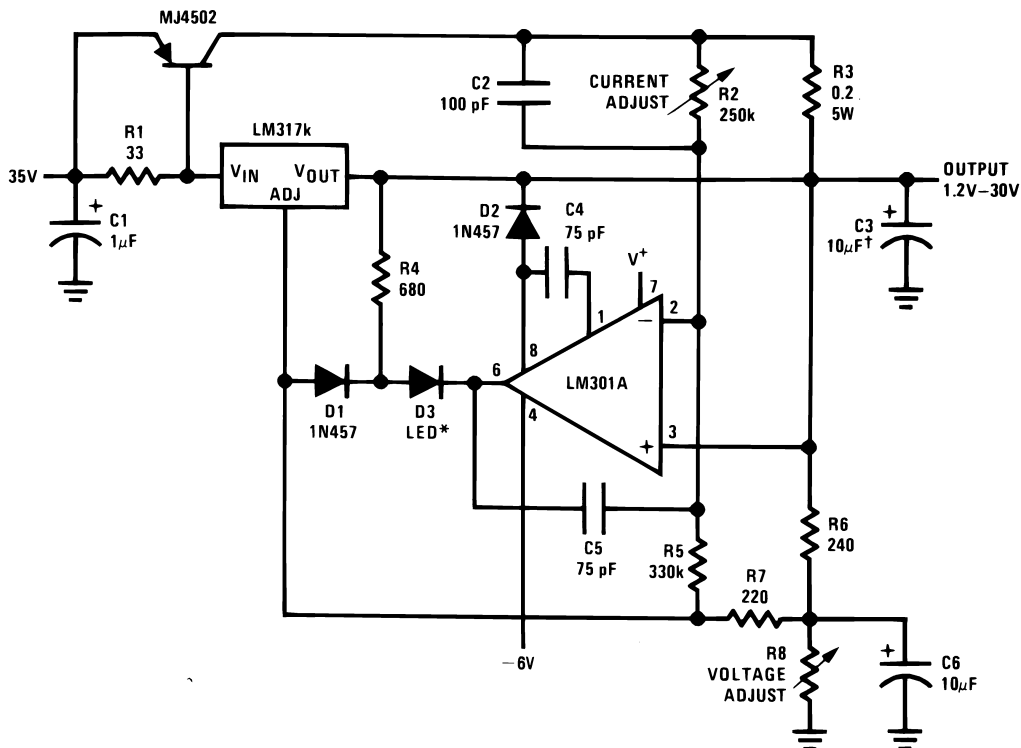 MJ4502
C2
100 pF
CURRENT
ADJUST
R2
250k
R3
0.2
5W
R1
33
LM317k
35V
VIN
VOUT
ADJ
OUTPUT
1.2V–30V
+
C1
1μF
D2
1N457
C4
75 pF
+
C3
10μF†
R4
680
V+
7
1
2
−
8
6
LM301A
D1
1N457
D3
LED*
4
3
+
C5
75 pF
R5
330k
R6
240
R7
220
−6V
R8
VOLTAGE
ADJUST
+
C6
10μF